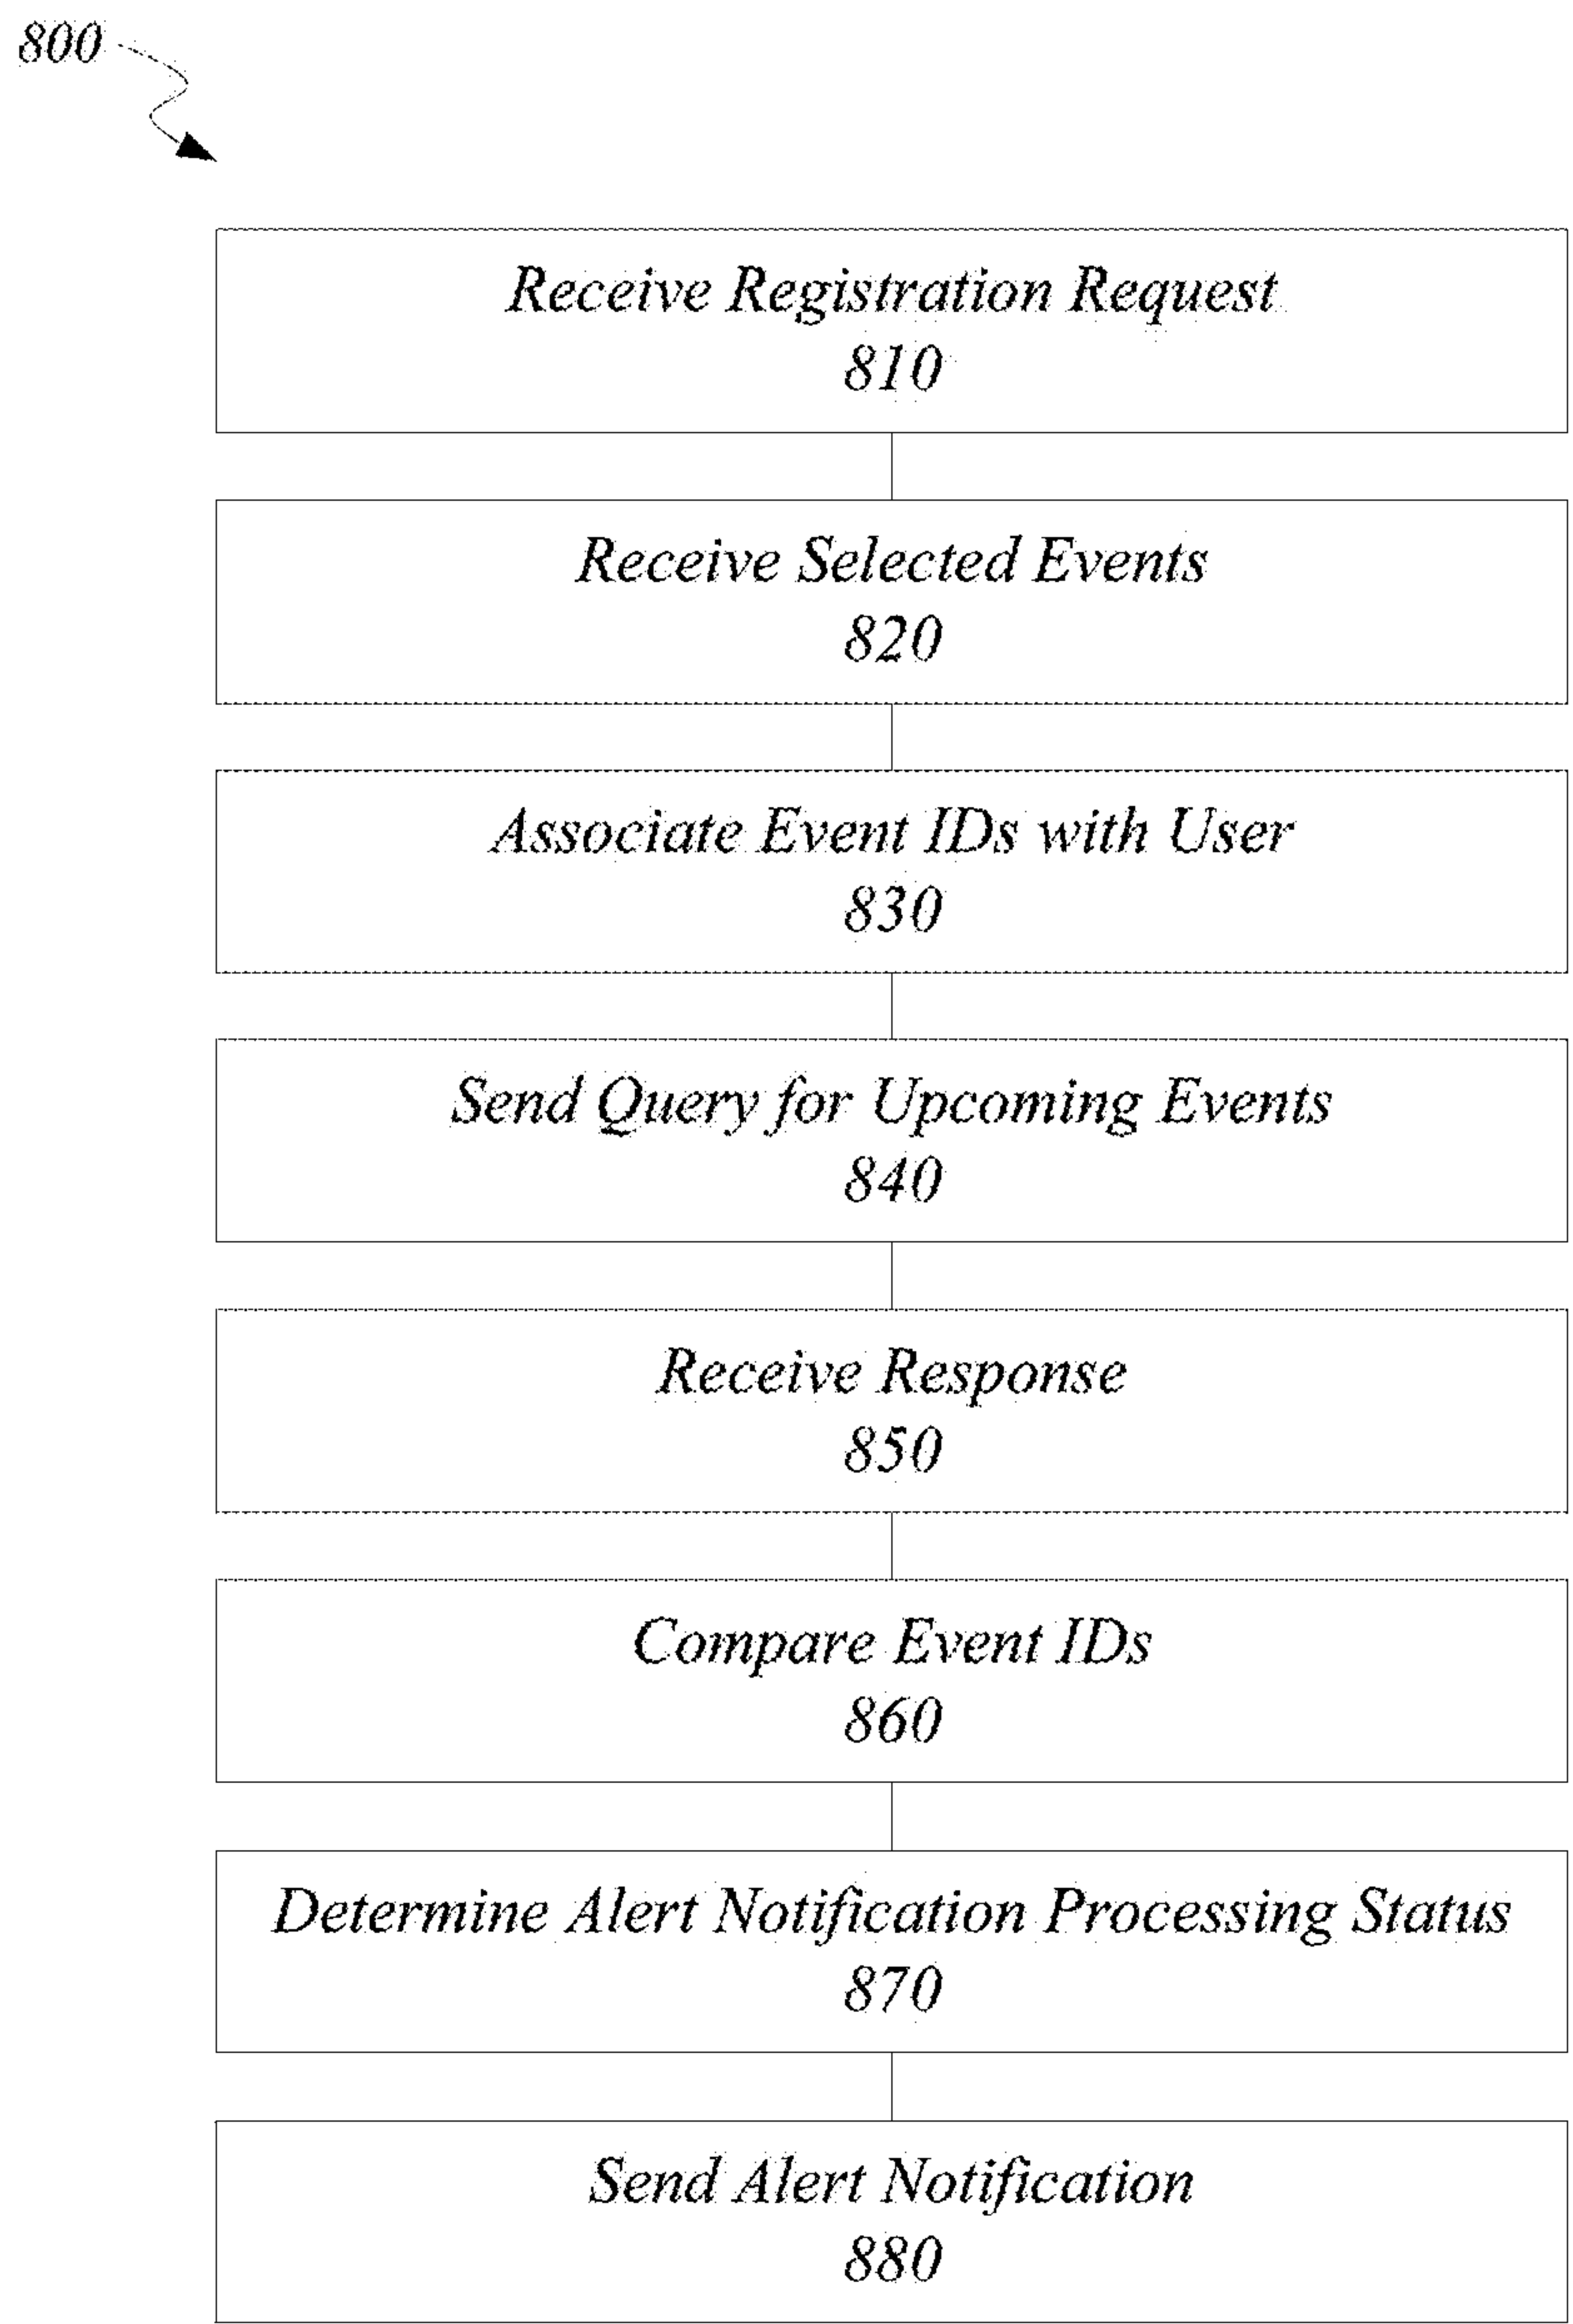 800
Receive Registration Request
810
Receive Selected Events
820
Associate Event IDs with User
830
Send Query for Upcoming Events
840
Receive Response
850
Compare Event IDs
860
Determine Alert Notification Processing Status
870
Send Alert Notification
880